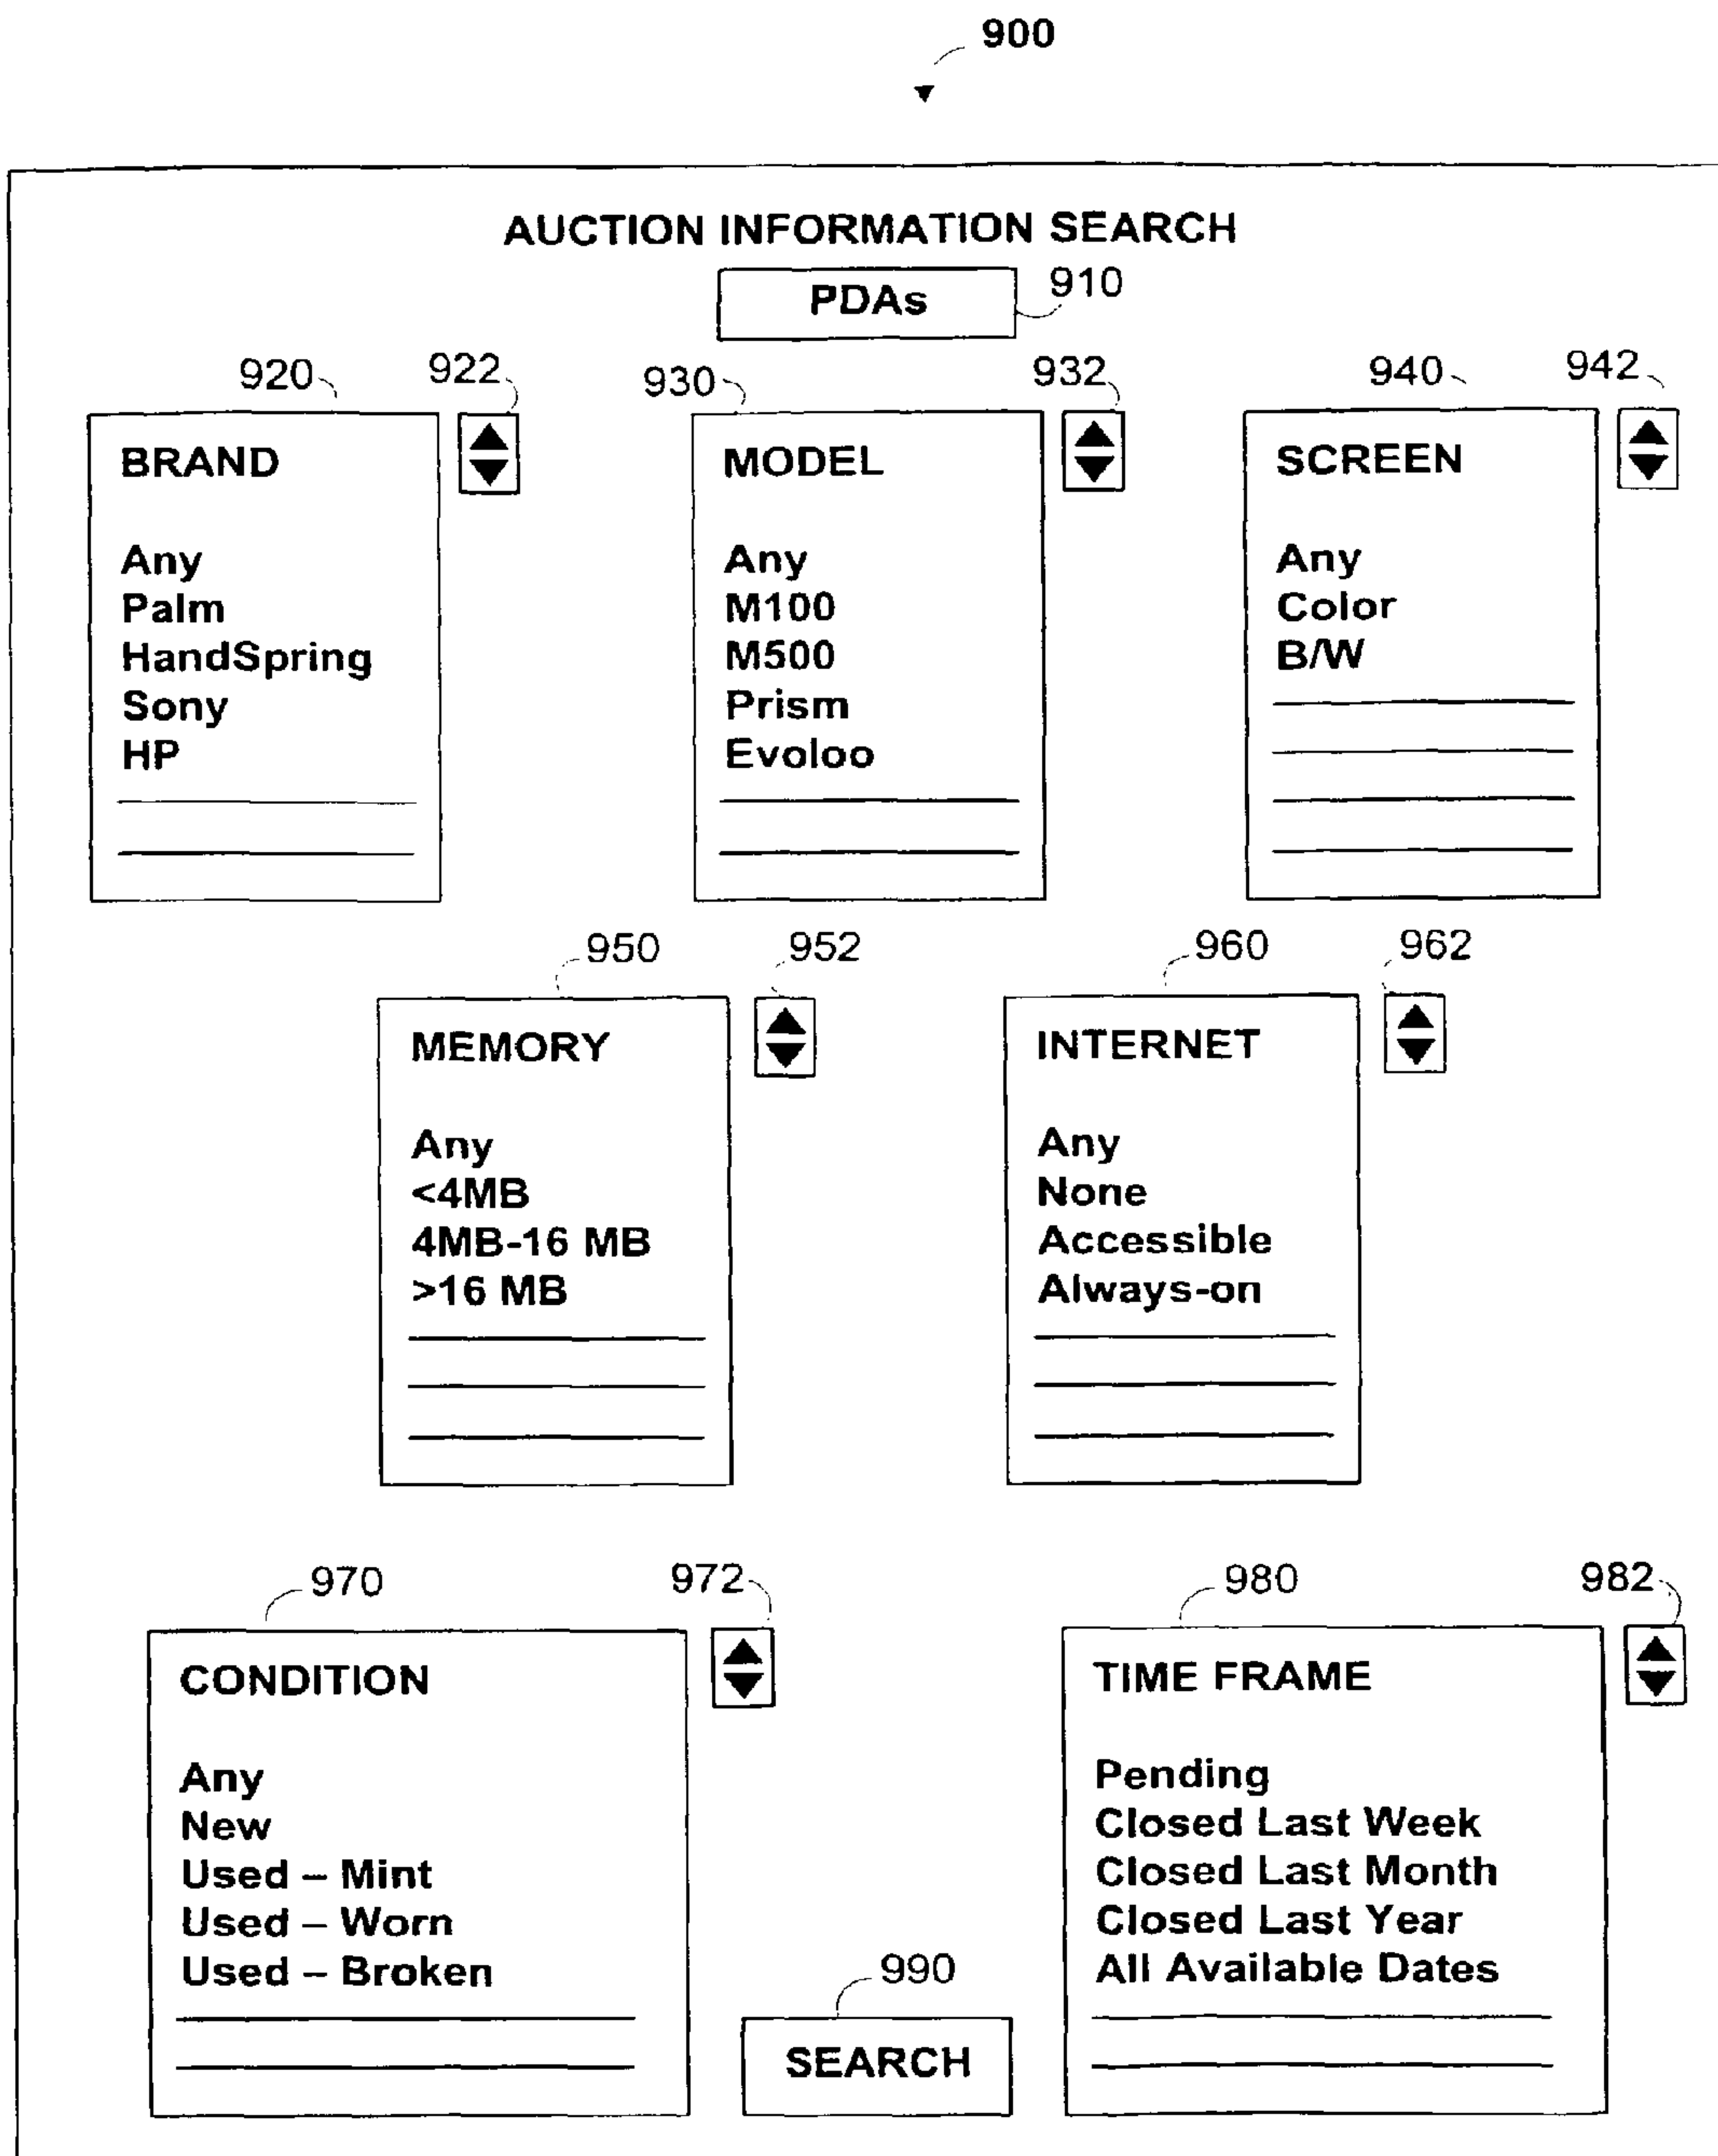 900
AUCTION INFORMATION SEARCH
PDAs
910
920
922
930
932
940
942
BRAND
Any
Palm
HandSpring
Sony
HP
MODEL
Any
M100
M500
Prism
Evoloo
SCREEN
Any
Color
B/W
950
952
960
962
MEMORY
Any
<4MB
4MB-16 MB
>16 MB
INTERNET
Any
None
Accessible
Always-on
970
972
980
982
CONDITION
Any
New
Used – Mint
Used – Worn
Used – Broken
TIME FRAME
Pending
Closed Last Week
Closed Last Month
Closed Last Year
All Available Dates
990
SEARCH